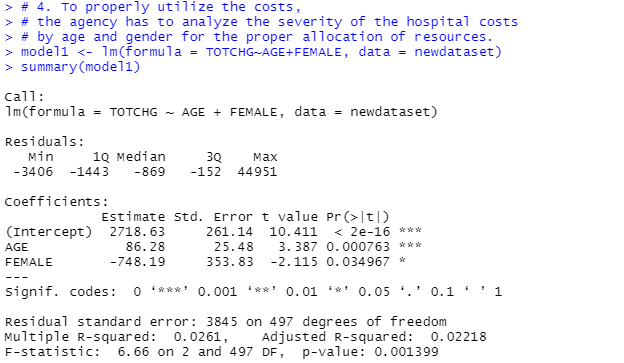 > # 4. To properly utilize the costs,
> # the agency has to analyze the severity of the hospital costs
> # by age and gender for the proper allocation of resources.
> model1 <- lm(formula = TOTCHG~AGE+FEMALE, data = newdataset)
> summary(model1)
Call:
lm(formula = TOTCHG ~ AGE + FEMALE, data = newdataset)
Residuals:
Min 1Q Median 3Q Max
-3406 -1443 -869 -152 44951
Coefficients:
Estimate Std. Error t value Pr(>|t|)
(Intercept) 2718.63 261.14 10.411 < 2e-16 ***
AGE 86.28 25.48 3.387 0.000763 ***
FEMALE -748.19 353.83 -2.115 0.034967 *
---
Signif. codes: 0 ‘***’ 0.001 ‘**’ 0.01 ‘*’ 0.05 ‘.’ 0.1 ‘ ’ 1
Residual standard error: 3845 on 497 degrees of freedom
Multiple R-squared: 0.0261, Adjusted R-squared: 0.02218
F-statistic: 6.66 on 2 and 497 DF, p-value: 0.001399